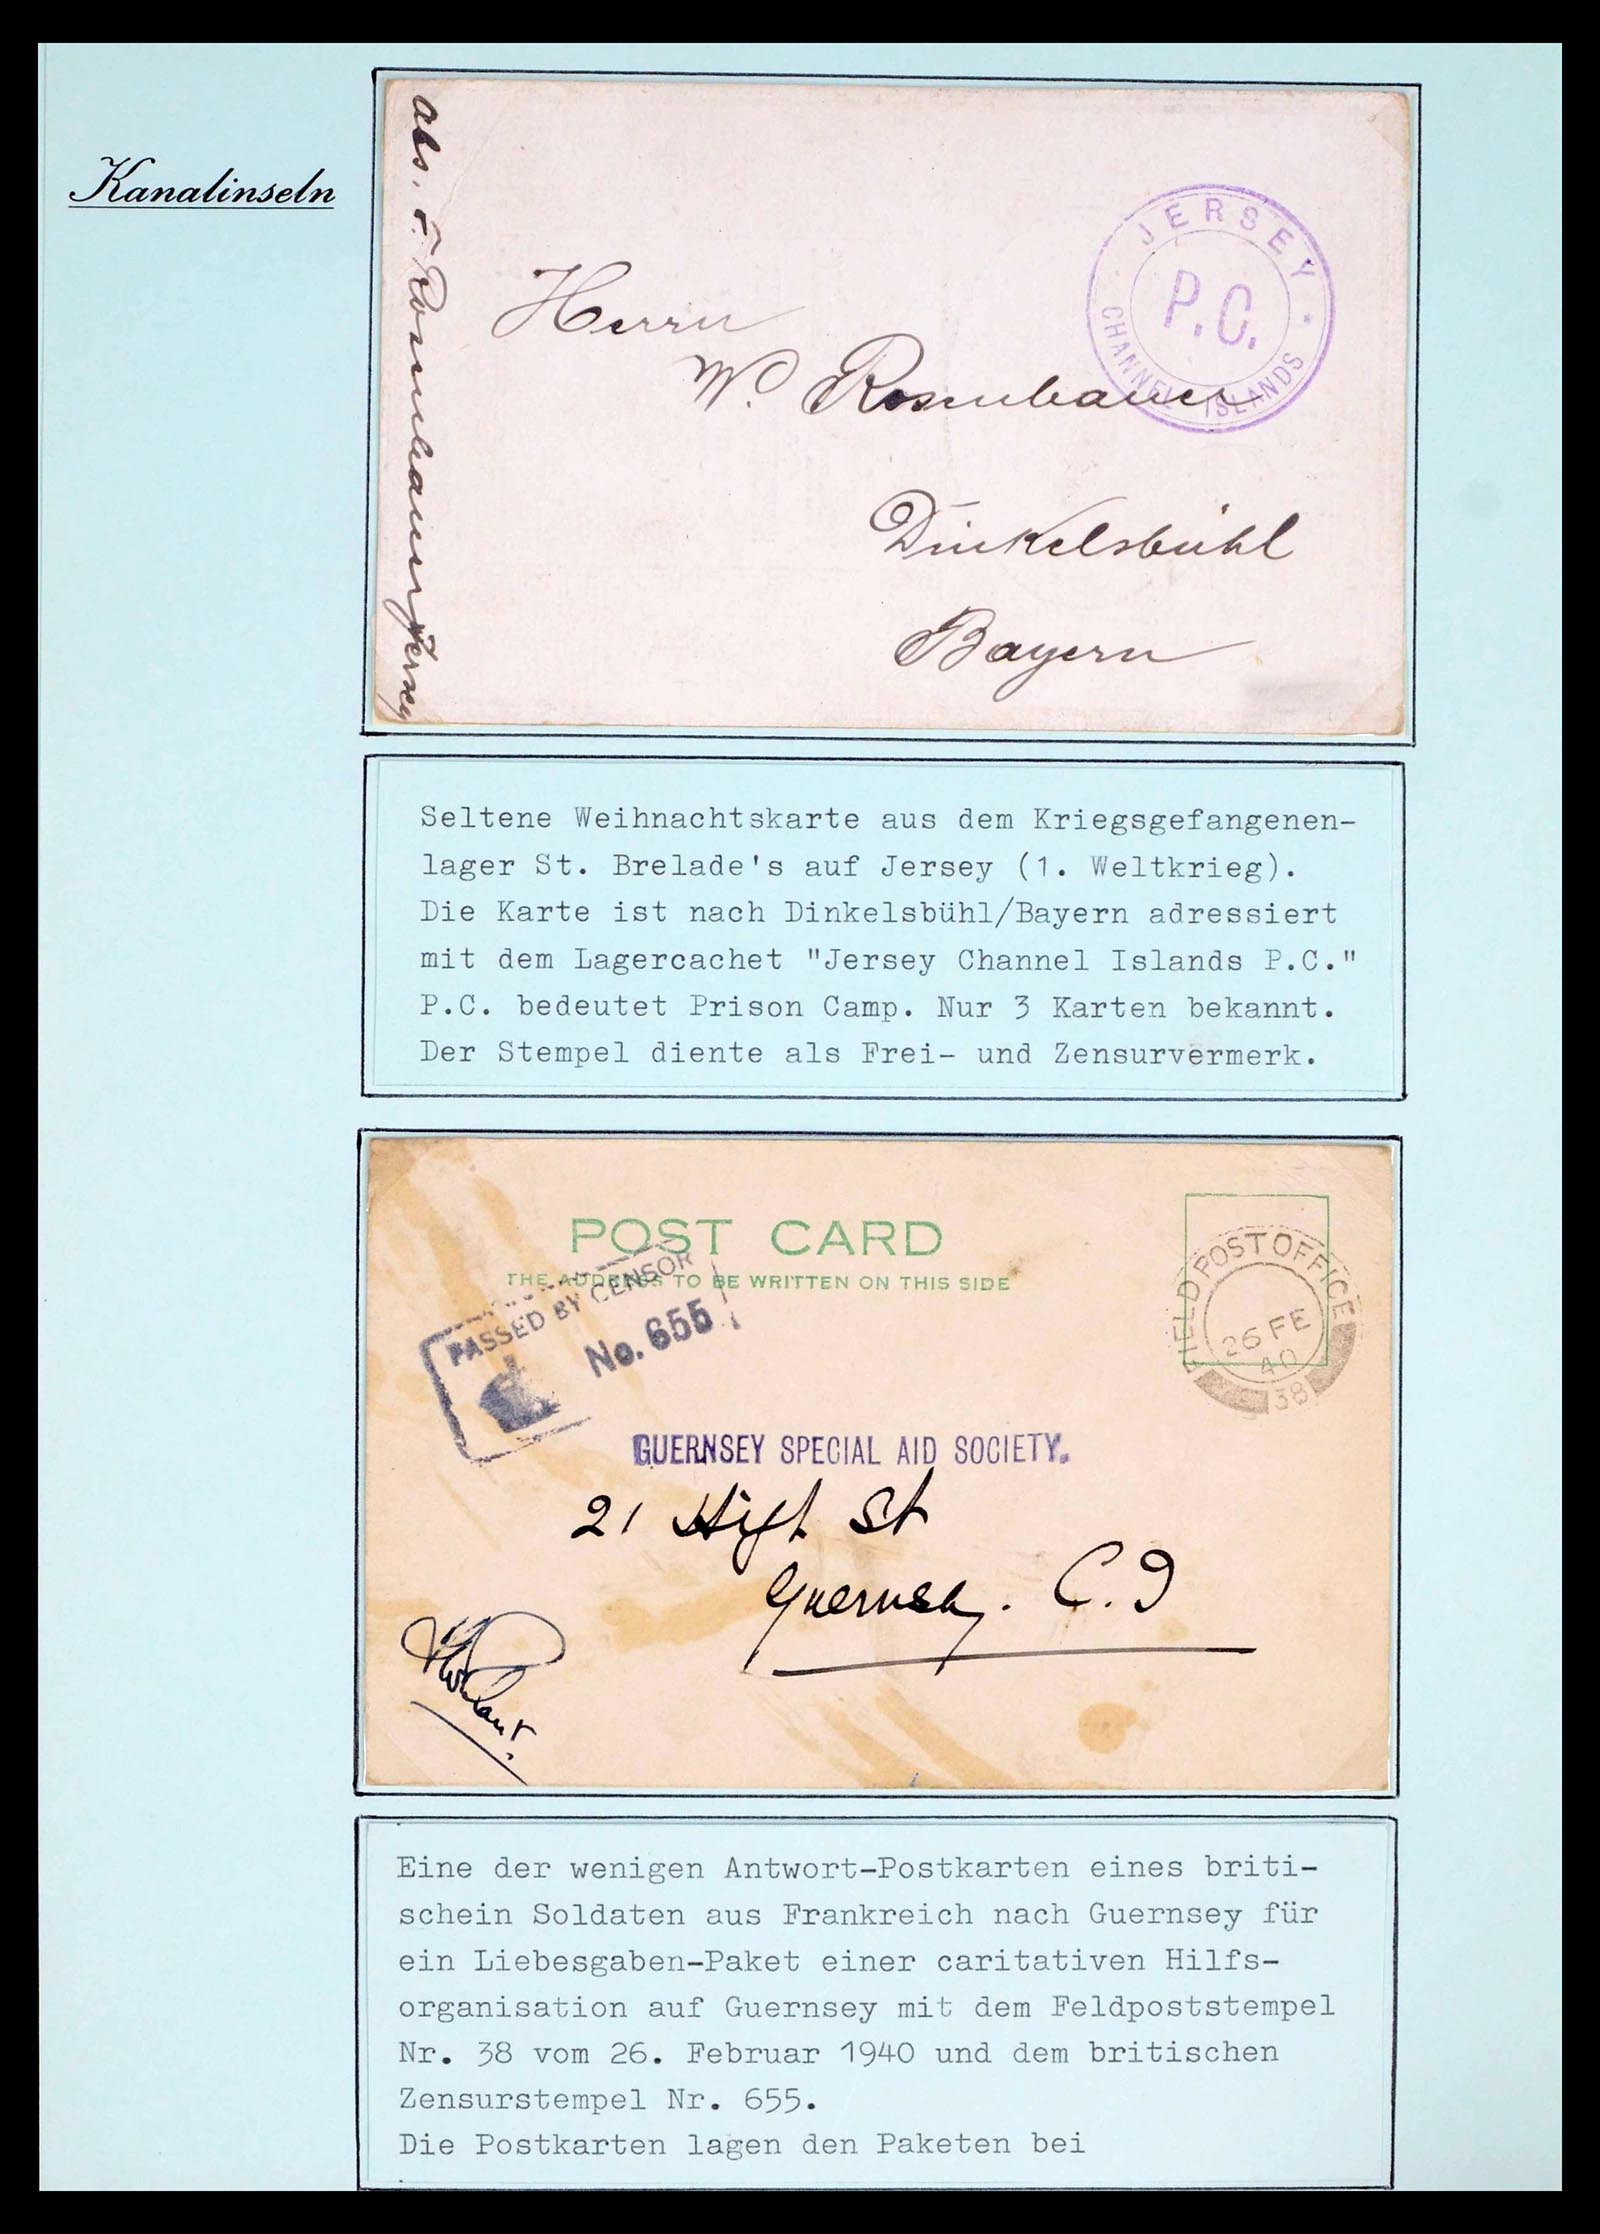 Kanalinseln
Abs. F. Rosenbauer Jersey
JERSEY
P.C.
CHANNEL ISLANDS
Herrn
W. Rosenbauer
Dinkelsbühl
Bayern
Seltene Weihnachtskarte aus dem Kriegsgefangenen-
lager St. Brelade's auf Jersey (1. Weltkrieg).
Die Karte ist nach Dinkelsbühl/Bayern adressiert
mit dem Lagercachet "Jersey Channel Islands P.C."
P.C. bedeutet Prison Camp. Nur 3 Karten bekannt.
Der Stempel diente als Frei- und Zensurvermerk.
POST CARD
THE ADDRESS TO BE WRITTEN ON THIS SIDE
FIELD POST OFFICE
26 FE
40
38
PASSED BY CENSOR
No. 655
GUERNSEY SPECIAL AID SOCIETY.
21 High St
Guernsey. C.I
Eine der wenigen Antwort-Postkarten eines briti-
schein Soldaten aus Frankreich nach Guernsey für
ein Liebesgaben-Paket einer caritativen Hilfs-
organisation auf Guernsey mit dem Feldpoststempel
Nr. 38 vom 26. Februar 1940 und dem britischen
Zensurstempel Nr. 655.
Die Postkarten lagen den Paketen bei